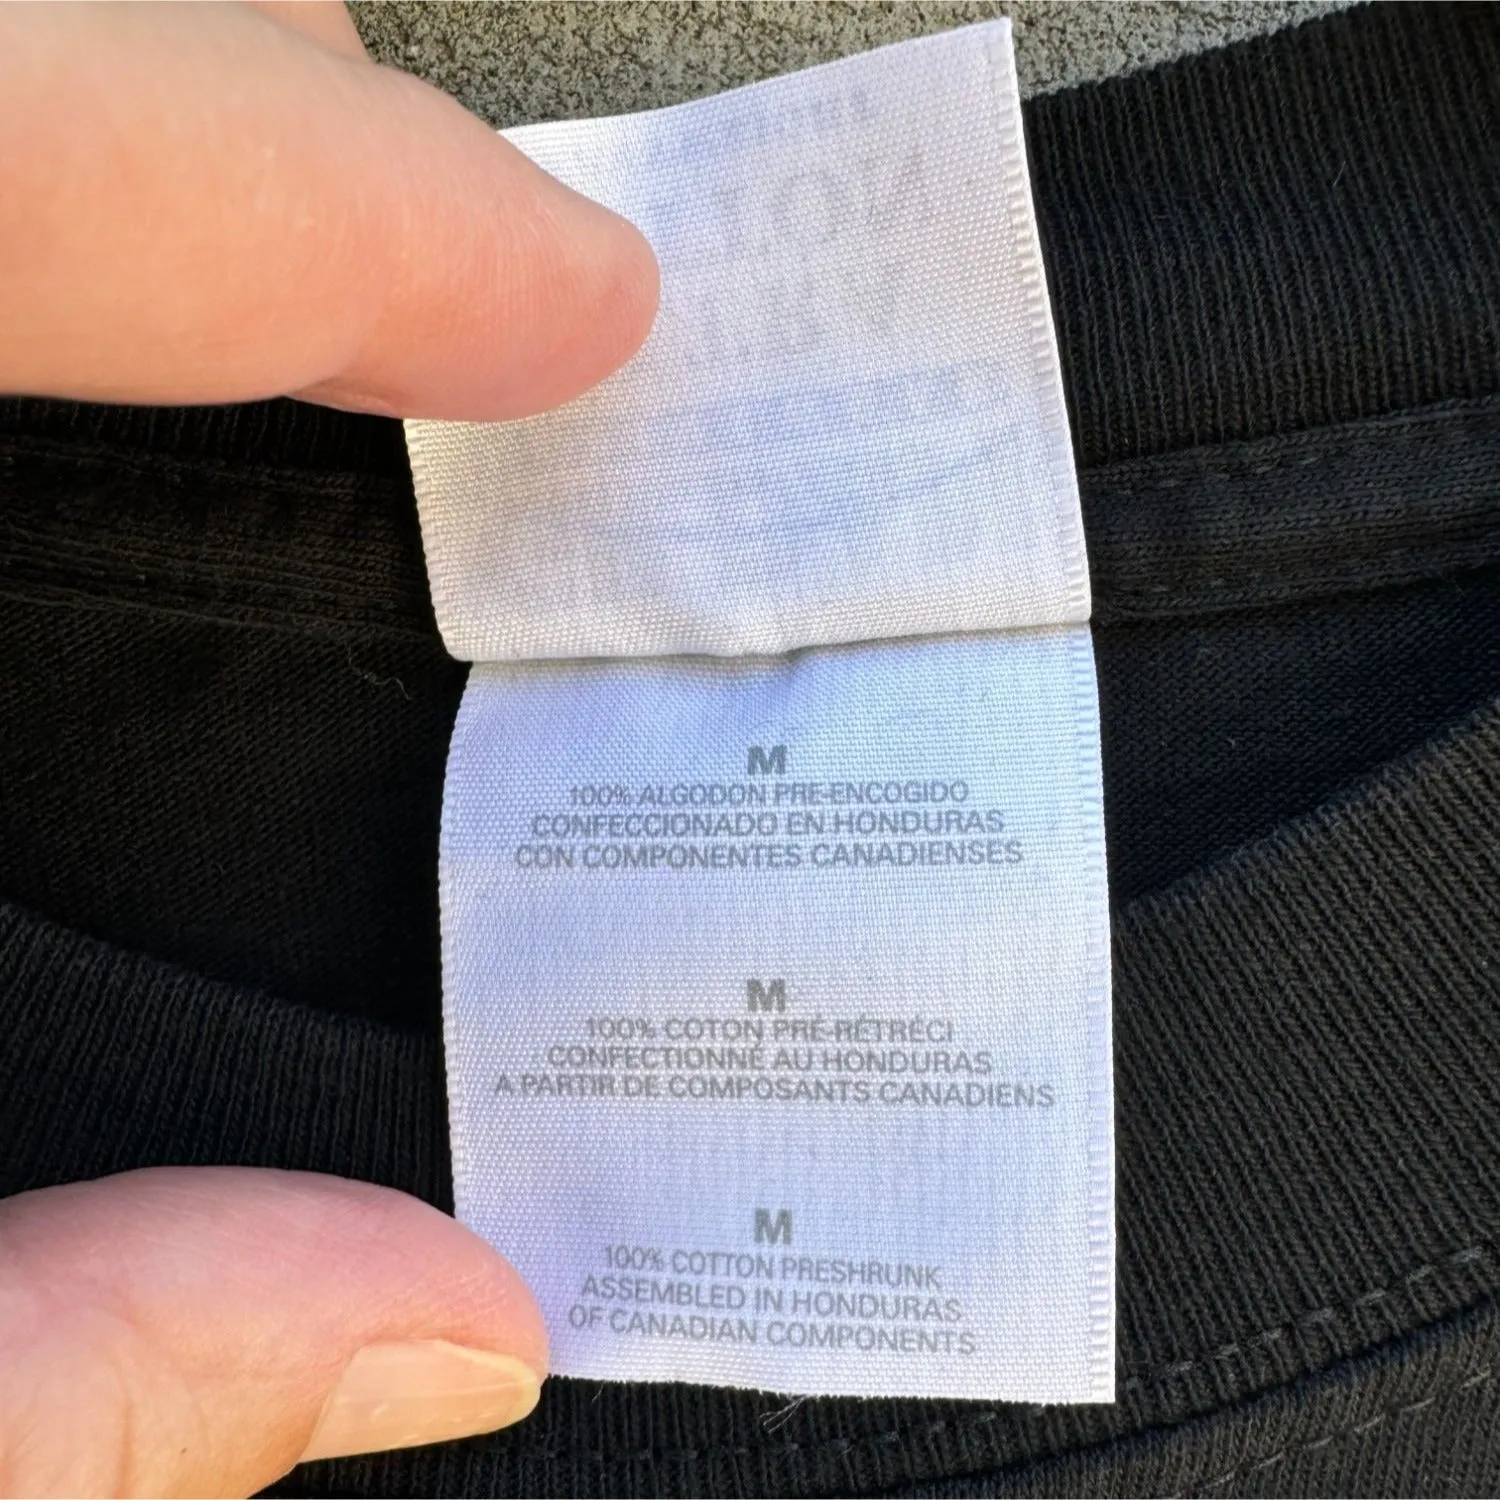 M
100% ALGODON PRE-ENCOGIDO
CONFECCIONADO EN HONDURAS
CON COMPONENTES CANADIENSES
M
100% COTON PRÉ-RÉTRÉCI
CONFECTIONNÉ AU HONDURAS
A PARTIR DE COMPOSANTS CANADIENS
M
100% COTTON PRESHRUNK
ASSEMBLED IN HONDURAS
OF CANADIAN COMPONENTS